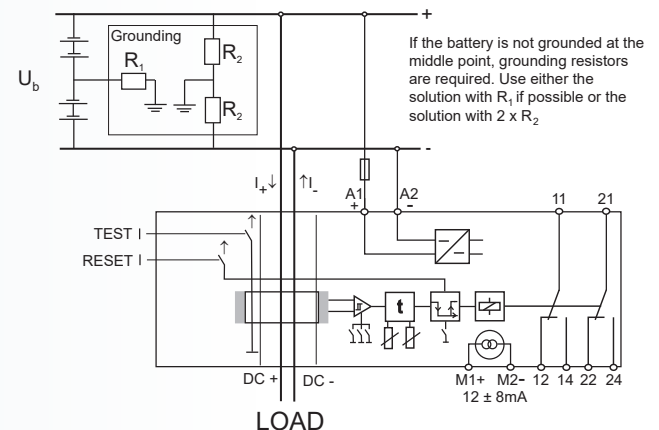 +
Grounding
R1
R2
R2
Ub
If the battery is not grounded at the
middle point, grounding resistors
are required. Use either the
solution with R1 if possible or the
solution with 2 x R2
-
I+↓ ↑I-
A1 A2
+ -
11 21
TEST I
RESET I
t
DC + DC -
M1+ M2- 12 14 22 24
12 ± 8mA
LOAD